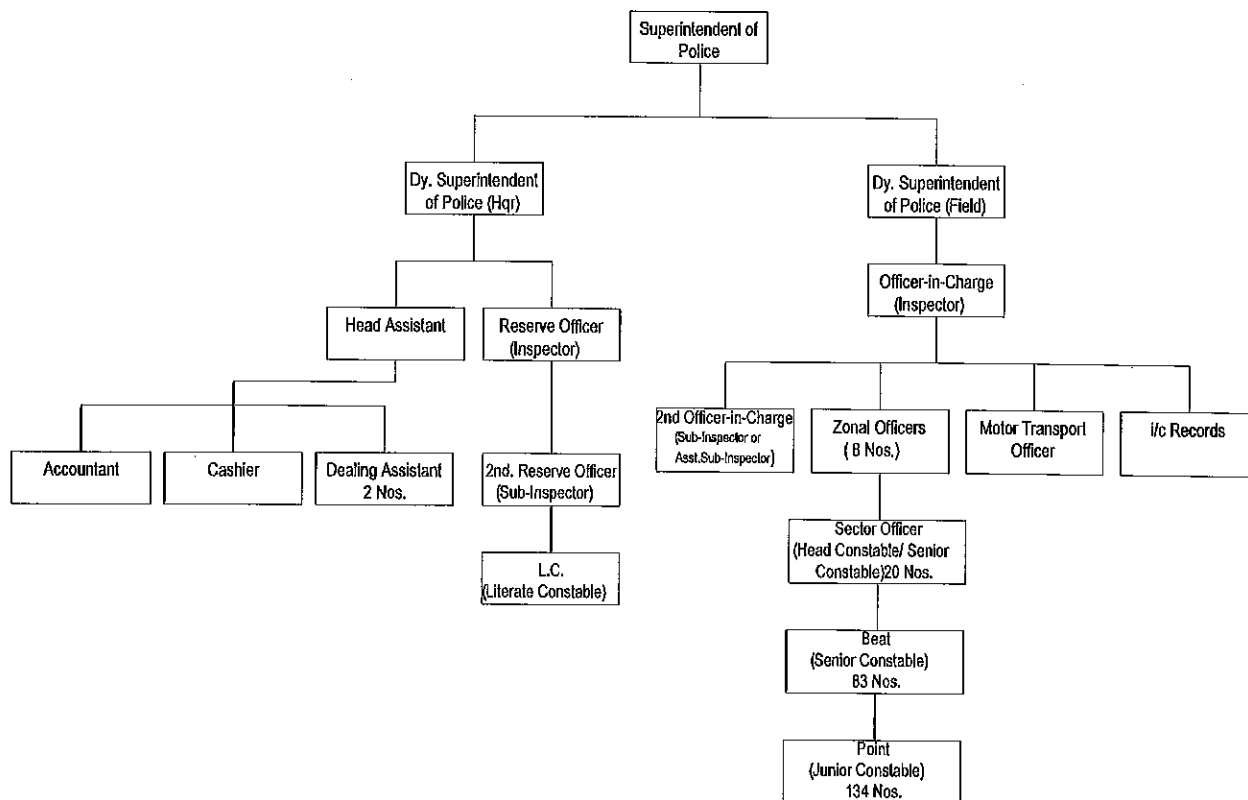 Superintendent of
Police
Dy. Superintendent
of Police (Hqr)
Dy. Superintendent
of Police (Field)
Officer-in-Charge
(Inspector)
Head Assistant
Reserve Officer
(Inspector)
2nd Officer-in-Charge
(Sub-Inspector or
Asst.Sub-Inspector)
Zonal Officers
( 8 Nos.)
Motor Transport
Officer
i/c Records
Accountant
Cashier
Dealing Assistant
2 Nos.
2nd. Reserve Officer
(Sub-Inspector)
Sector Officer
(Head Constable/ Senior
Constable)20 Nos.
L.C.
(Literate Constable)
Beat
(Senior Constable)
83 Nos.
Point
(Junior Constable)
134 Nos.